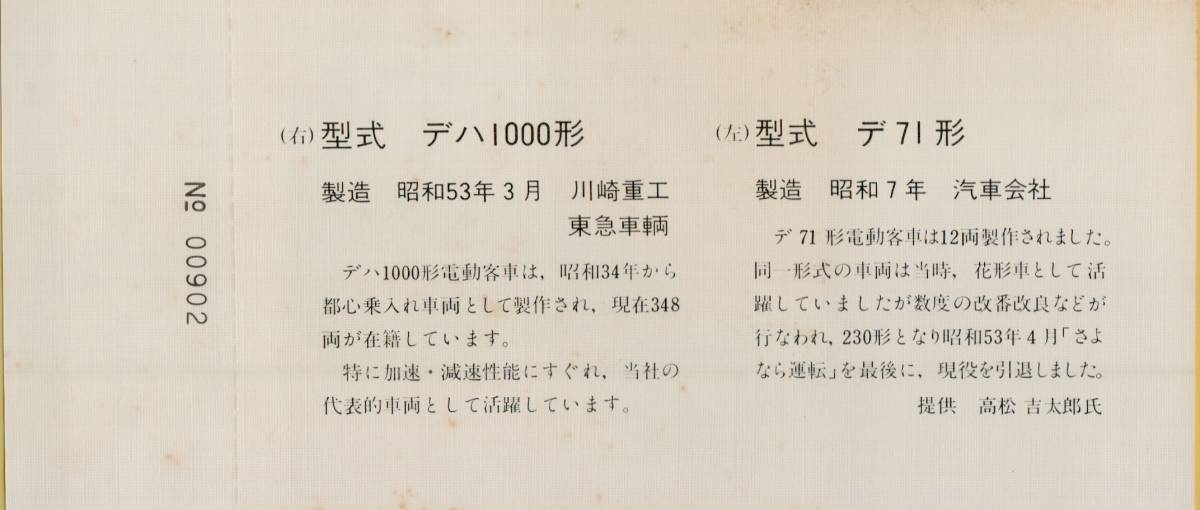 № 00902
(右) 型式 デハ1000形
製造 昭和53年3月 川崎重工
東急車輌
デハ1000形電動客車は，昭和34年から
都心乗入れ車両として製作され，現在348
両が在籍しています。
特に加速・減速性能にすぐれ，当社の
代表的車両として活躍しています。
(左) 型式 デ71形
製造 昭和7年 汽車会社
デ71形電動客車は12両製作されました。
同一形式の車両は当時，花形車として活
躍していましたが数度の改番改良などが
行なわれ，230形となり昭和53年4月「さよ
なら運転」を最後に，現役を引退しました。
提供 高松 吉太郎氏